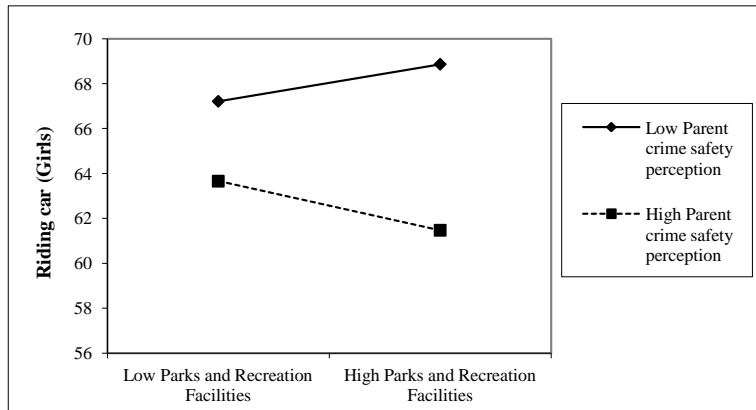 70
68
66
64
62
60
58
56
Riding car (Girls)
Low Parks and Recreation
Facilities
High Parks and Recreation
Facilities
Low Parent
crime safety
perception
High Parent
crime safety
perception